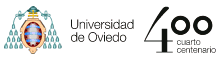 Universidad
de Oviedo
400
cuarto
centenario